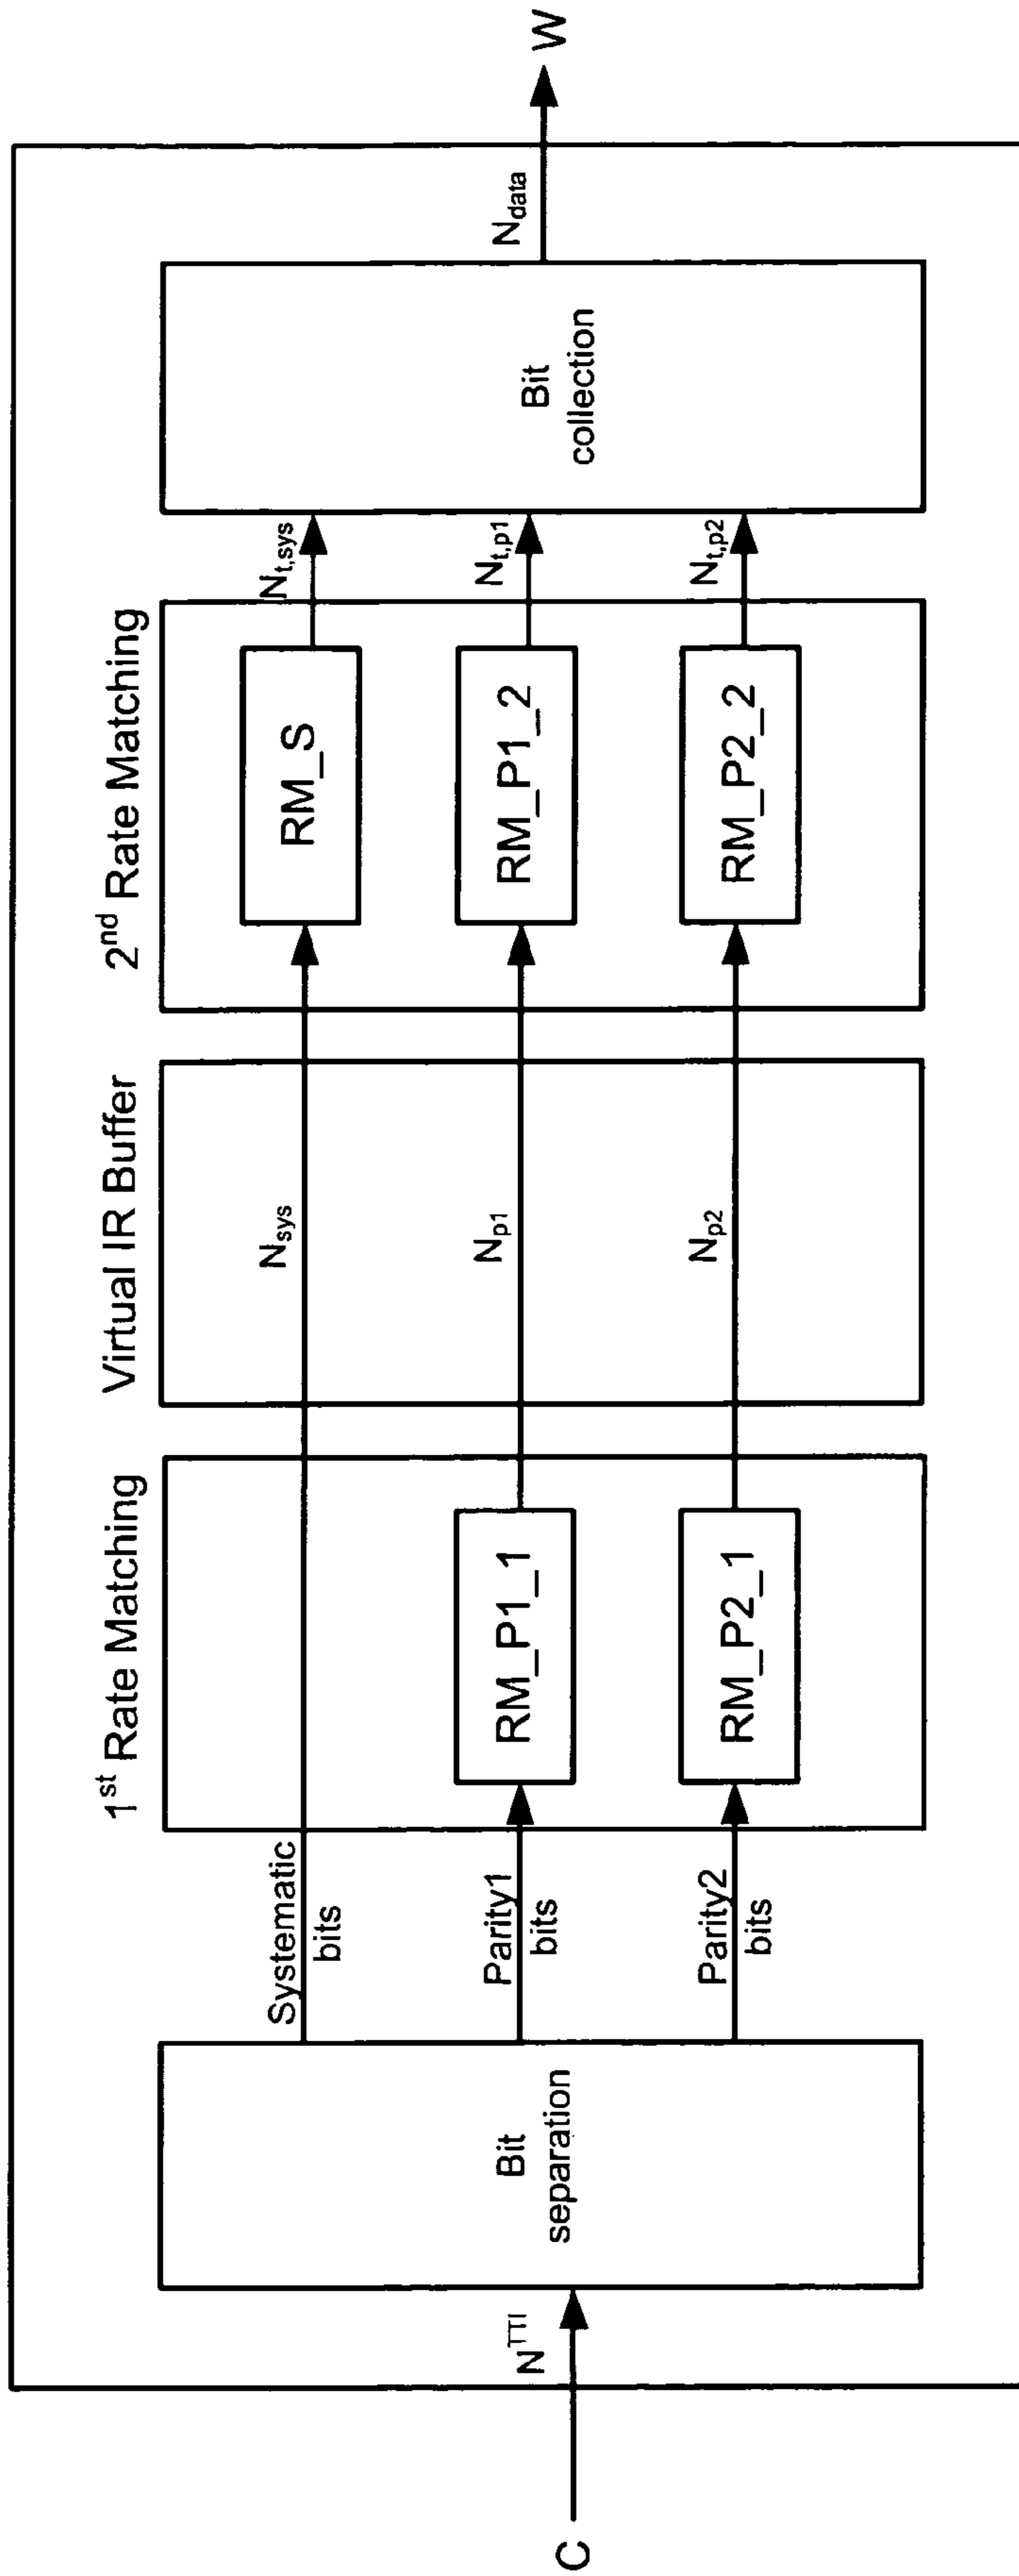 1st Rate Matching
Virtual IR Buffer
2nd Rate Matching
C
N^TTI
Bit
separation
Systematic
bits
Parity1
bits
Parity2
bits
RM_P1_1
RM_P2_1
N_sys
N_p1
N_p2
RM_S
RM_P1_2
RM_P2_2
N_t,sys
N_t,p1
N_t,p2
Bit
collection
N_data
W